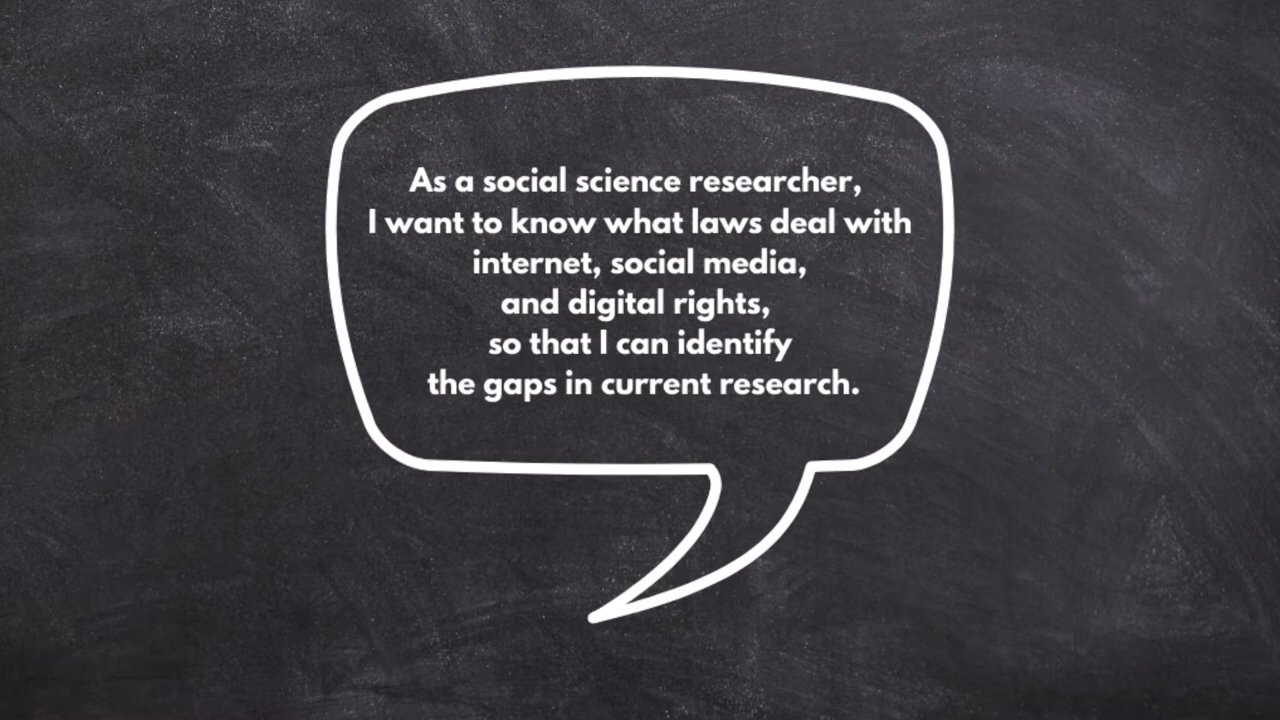 As a social science researcher,
I want to know what laws deal with
internet, social media,
and digital rights,
so that I can identify
the gaps in current research.